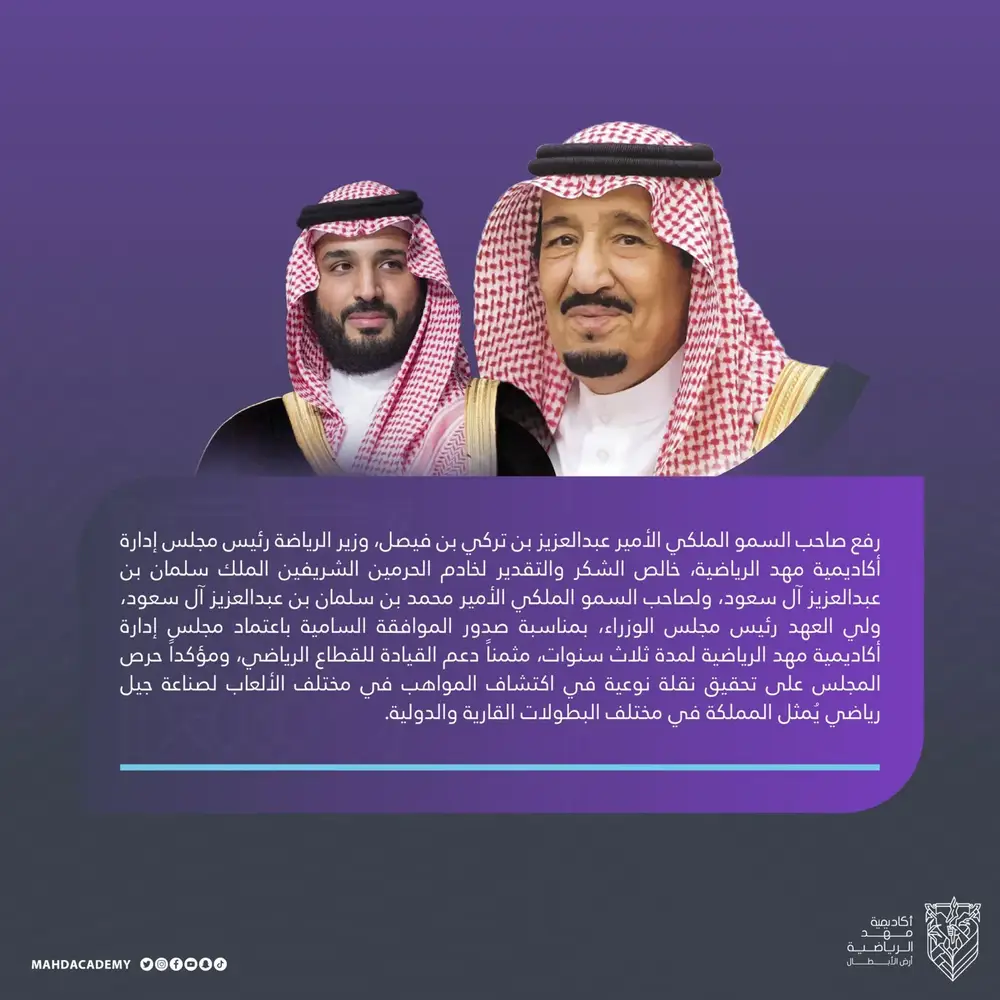 رفع صاحب السمو الملكي الأمير عبدالعزيز بن تركي بن فيصل، وزير الرياضة رئيس مجلس إدارة
أكاديمية مهد الرياضية، خالص الشكر والتقدير لخادم الحرمين الشريفين الملك سلمان بن
عبدالعزيز آل سعود، ولصاحب السمو الملكي الأمير محمد بن سلمان بن عبدالعزيز آل سعود،
ولي العهد رئيس مجلس الوزراء، بمناسبة صدور الموافقة السامية باعتماد مجلس إدارة
أكاديمية مهد الرياضية لمدة ثلاث سنوات، مثمناً دعم القيادة للقطاع الرياضي، ومؤكداً حرص
المجلس على تحقيق نقلة نوعية في اكتشاف المواهب في مختلف الألعاب لصناعة جيل
رياضي يُمثل المملكة في مختلف البطولات القارية والدولية.
أكاديمية
مهد
الرياضية
أرض الأبطال
MAHDACADEMY